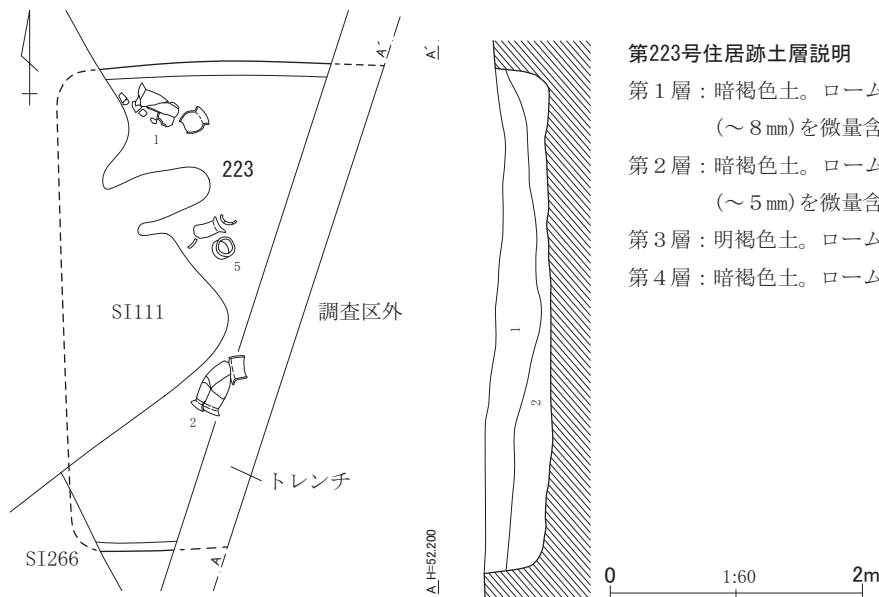 A′
1
223
5
SI111
調査区外
2
トレンチ
SI266
A
A′
1
2
A H=52.200
第223号住居跡土層説明
第１層：暗褐色土。ローム
(～８㎜)を微量含
第２層：暗褐色土。ローム
(～５㎜)を微量含
第３層：明褐色土。ローム
第４層：暗褐色土。ローム
0 1:60 2m